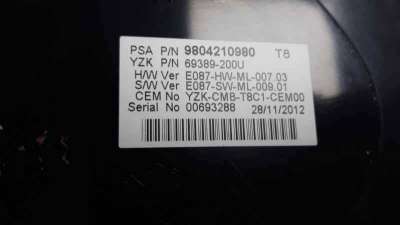 PSA P/N 9804210980 T8
YZK P/N 69389-200U
H/W Ver E087-HW-ML-007.03
S/W Ver E087-SW-ML-009.01
CEM No YZK-CMB-T8C1-CEM00
Serial No 00693288 28/11/2012